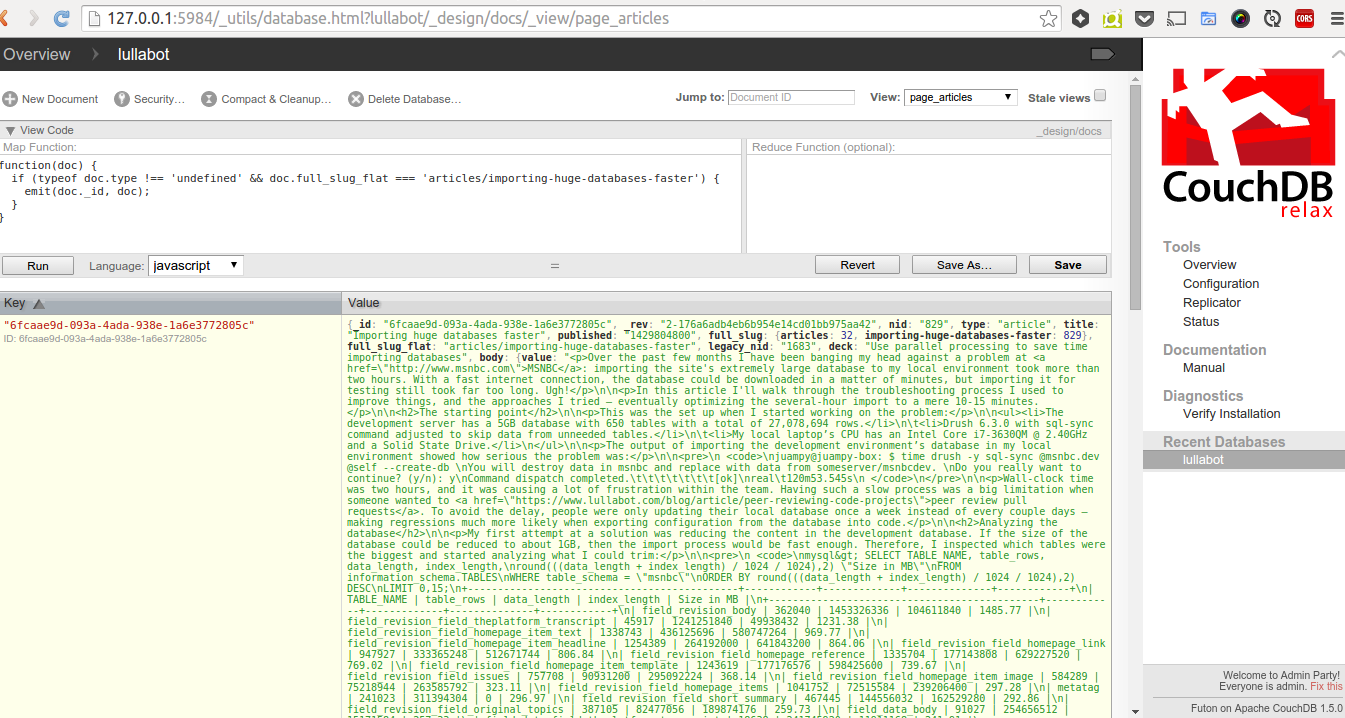 127.0.0.1:5984/_utils/database.html?lullabot/_design/docs/_view/page_articles
CORS
Overview lullabot
New Document Security… Compact & Cleanup… Delete Database… Jump to: Document ID View: page_articles Stale views
View Code _design/docs
Map Function: Reduce Function (optional):
function(doc) {
if (typeof doc.type !== 'undefined' && doc.full_slug_flat === 'articles/importing-huge-databases-faster') {
emit(doc._id, doc);
}
}
Run Language: javascript = Revert Save As… Save
Key Value
"6fcaae9d-093a-4ada-938e-1a6e3772805c"
ID: 6fcaae9d-093a-4ada-938e-1a6e3772805c
{_id: "6fcaae9d-093a-4ada-938e-1a6e3772805c", _rev: "2-176a6adb4eb6b954e14cd01bb975aa42", nid: "829", type: "article", title:
"Importing huge databases faster", published: "1429804800", full_slug: {articles: 32, importing-huge-databases-faster: 829},
full_slug_flat: "articles/importing-huge-databases-faster", legacy_nid: "1683", deck: "Use parallel processing to save time
importing databases", body: {value: "<p>Over the past few months I have been banging my head against a problem at <a
href=\"http://www.msnbc.com\">MSNBC</a>: importing the site's extremely large database to my local environment took more than
two hours. With a fast internet connection, the database could be downloaded in a matter of minutes, but importing it for
testing still took far too long. Ugh!</p>\n\n<p>In this article I'll walk through the troubleshooting process I used to
improve things, and the approaches I tried – eventually optimizing the several-hour import to a mere 10-15 minutes.
</p>\n\n<h2>The starting point</h2>\n\n<p>This was the set up when I started working on the problem:</p>\n\n<ul><li>The
development server has a 5GB database with 650 tables with a total of 27,078,694 rows.</li>\n\t<li>Drush 6.3.0 with sql-sync
command adjusted to skip data from unneeded tables.</li>\n\t<li>My local laptop’s CPU has an Intel Core i7-3630QM @ 2.40GHz
and a Solid State Drive.</li>\n</ul>\n\n<p>The output of importing the development environment’s database in my local
environment showed how serious the problem was:</p>\n\n<pre>\n <code>\njuampy@juampy-box: $ time drush -y sql-sync @msnbc.dev
@self --create-db \nYou will destroy data in msnbc and replace with data from someserver/msnbcdev. \nDo you really want to
continue? (y/n): y\nCommand dispatch completed.\t\t\t\t\t\t\t[ok]\nreal\t120m53.545s\n </code>\n</pre>\n\n<p>Wall-clock time
was two hours, and it was causing a lot of frustration within the team. Having such a slow process was a big limitation when
someone wanted to <a href=\"https://www.lullabot.com/blog/article/peer-reviewing-code-projects\">peer review pull
requests</a>. To avoid the delay, people were only updating their local database once a week instead of every couple days –
making regressions much more likely when exporting configuration from the database into code.</p>\n\n<h2>Analyzing the
database</h2>\n\n<p>My first attempt at a solution was reducing the content in the development database. If the size of the
database could be reduced to about 1GB, then the import process would be fast enough. Therefore, I inspected which tables were
the biggest and started analyzing what I could trim:</p>\n\n<pre>\n <code>\nmysql&gt; SELECT TABLE_NAME, table_rows,
data_length, index_length,\nround(((data_length + index_length) / 1024 / 1024),2) \"Size in MB\"\nFROM
information_schema.TABLES\nWHERE table_schema = \"msnbc\"\nORDER BY round(((data_length + index_length) / 1024 / 1024),2)
DESC\nLIMIT 0,15;\n+-----------------------------------------+------------+-------------+--------------+------------+\n|
TABLE_NAME | table_rows | data_length | index_length | Size in MB |\n+-----------------------------------------+----------
--+-------------+--------------+------------+\n| field_revision_body | 362040 | 1453326336 | 104611840 | 1485.77 |\n|
field_revision_field_theplatform_transcript | 45917 | 1241251840 | 49938432 | 1231.38 |\n|
field_revision_field_homepage_item_text | 1338743 | 436125696 | 580747264 | 969.77 |\n|
field_revision_field_homepage_item_headline | 1254389 | 264192000 | 641843200 | 864.06 |\n| field_revision_field_homepage_link
| 947927 | 333365248 | 512671744 | 806.84 |\n| field_revision_field_homepage_reference | 1335704 | 177143808 | 629227520 |
769.02 |\n| field_revision_field_homepage_item_template | 1243619 | 177176576 | 598425600 | 739.67 |\n|
field_revision_field_issues | 757708 | 90931200 | 295092224 | 368.14 |\n| field_revision_field_homepage_item_image | 584289 |
75218944 | 263585792 | 323.11 |\n| field_revision_field_homepage_items | 1041752 | 72515584 | 239206400 | 297.28 |\n| metatag
| 241023 | 311394304 | 0 | 296.97 |\n| field_revision_field_short_summary | 467445 | 144556032 | 162529280 | 292.86 |\n|
field_revision_field_original_topics | 387105 | 82477056 | 189874176 | 259.73 |\n| field_data_body | 91027 | 254656512 |
CouchDB
relax
Tools
Overview
Configuration
Replicator
Status
Documentation
Manual
Diagnostics
Verify Installation
Recent Databases
lullabot
Welcome to Admin Party!
Everyone is admin. Fix this
Futon on Apache CouchDB 1.5.0